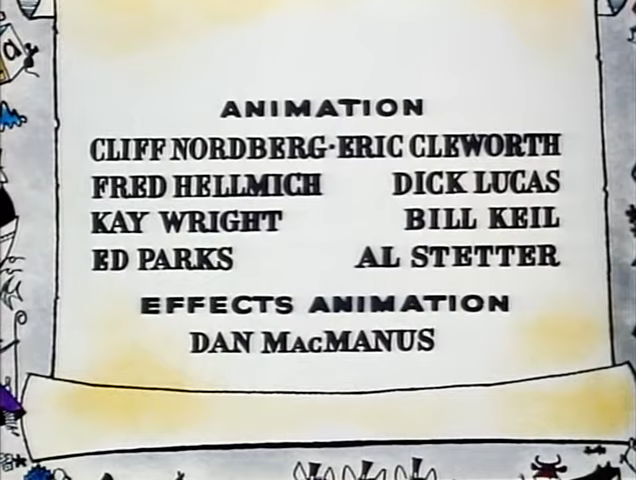 a
ANIMATION
CLIFF NORDBERG·ERIC CLEWORTH
FRED HELLMICH DICK LUCAS
KAY WRIGHT BILL KEIL
ED PARKS AL STETTER
EFFECTS ANIMATION
DAN MACMANUS